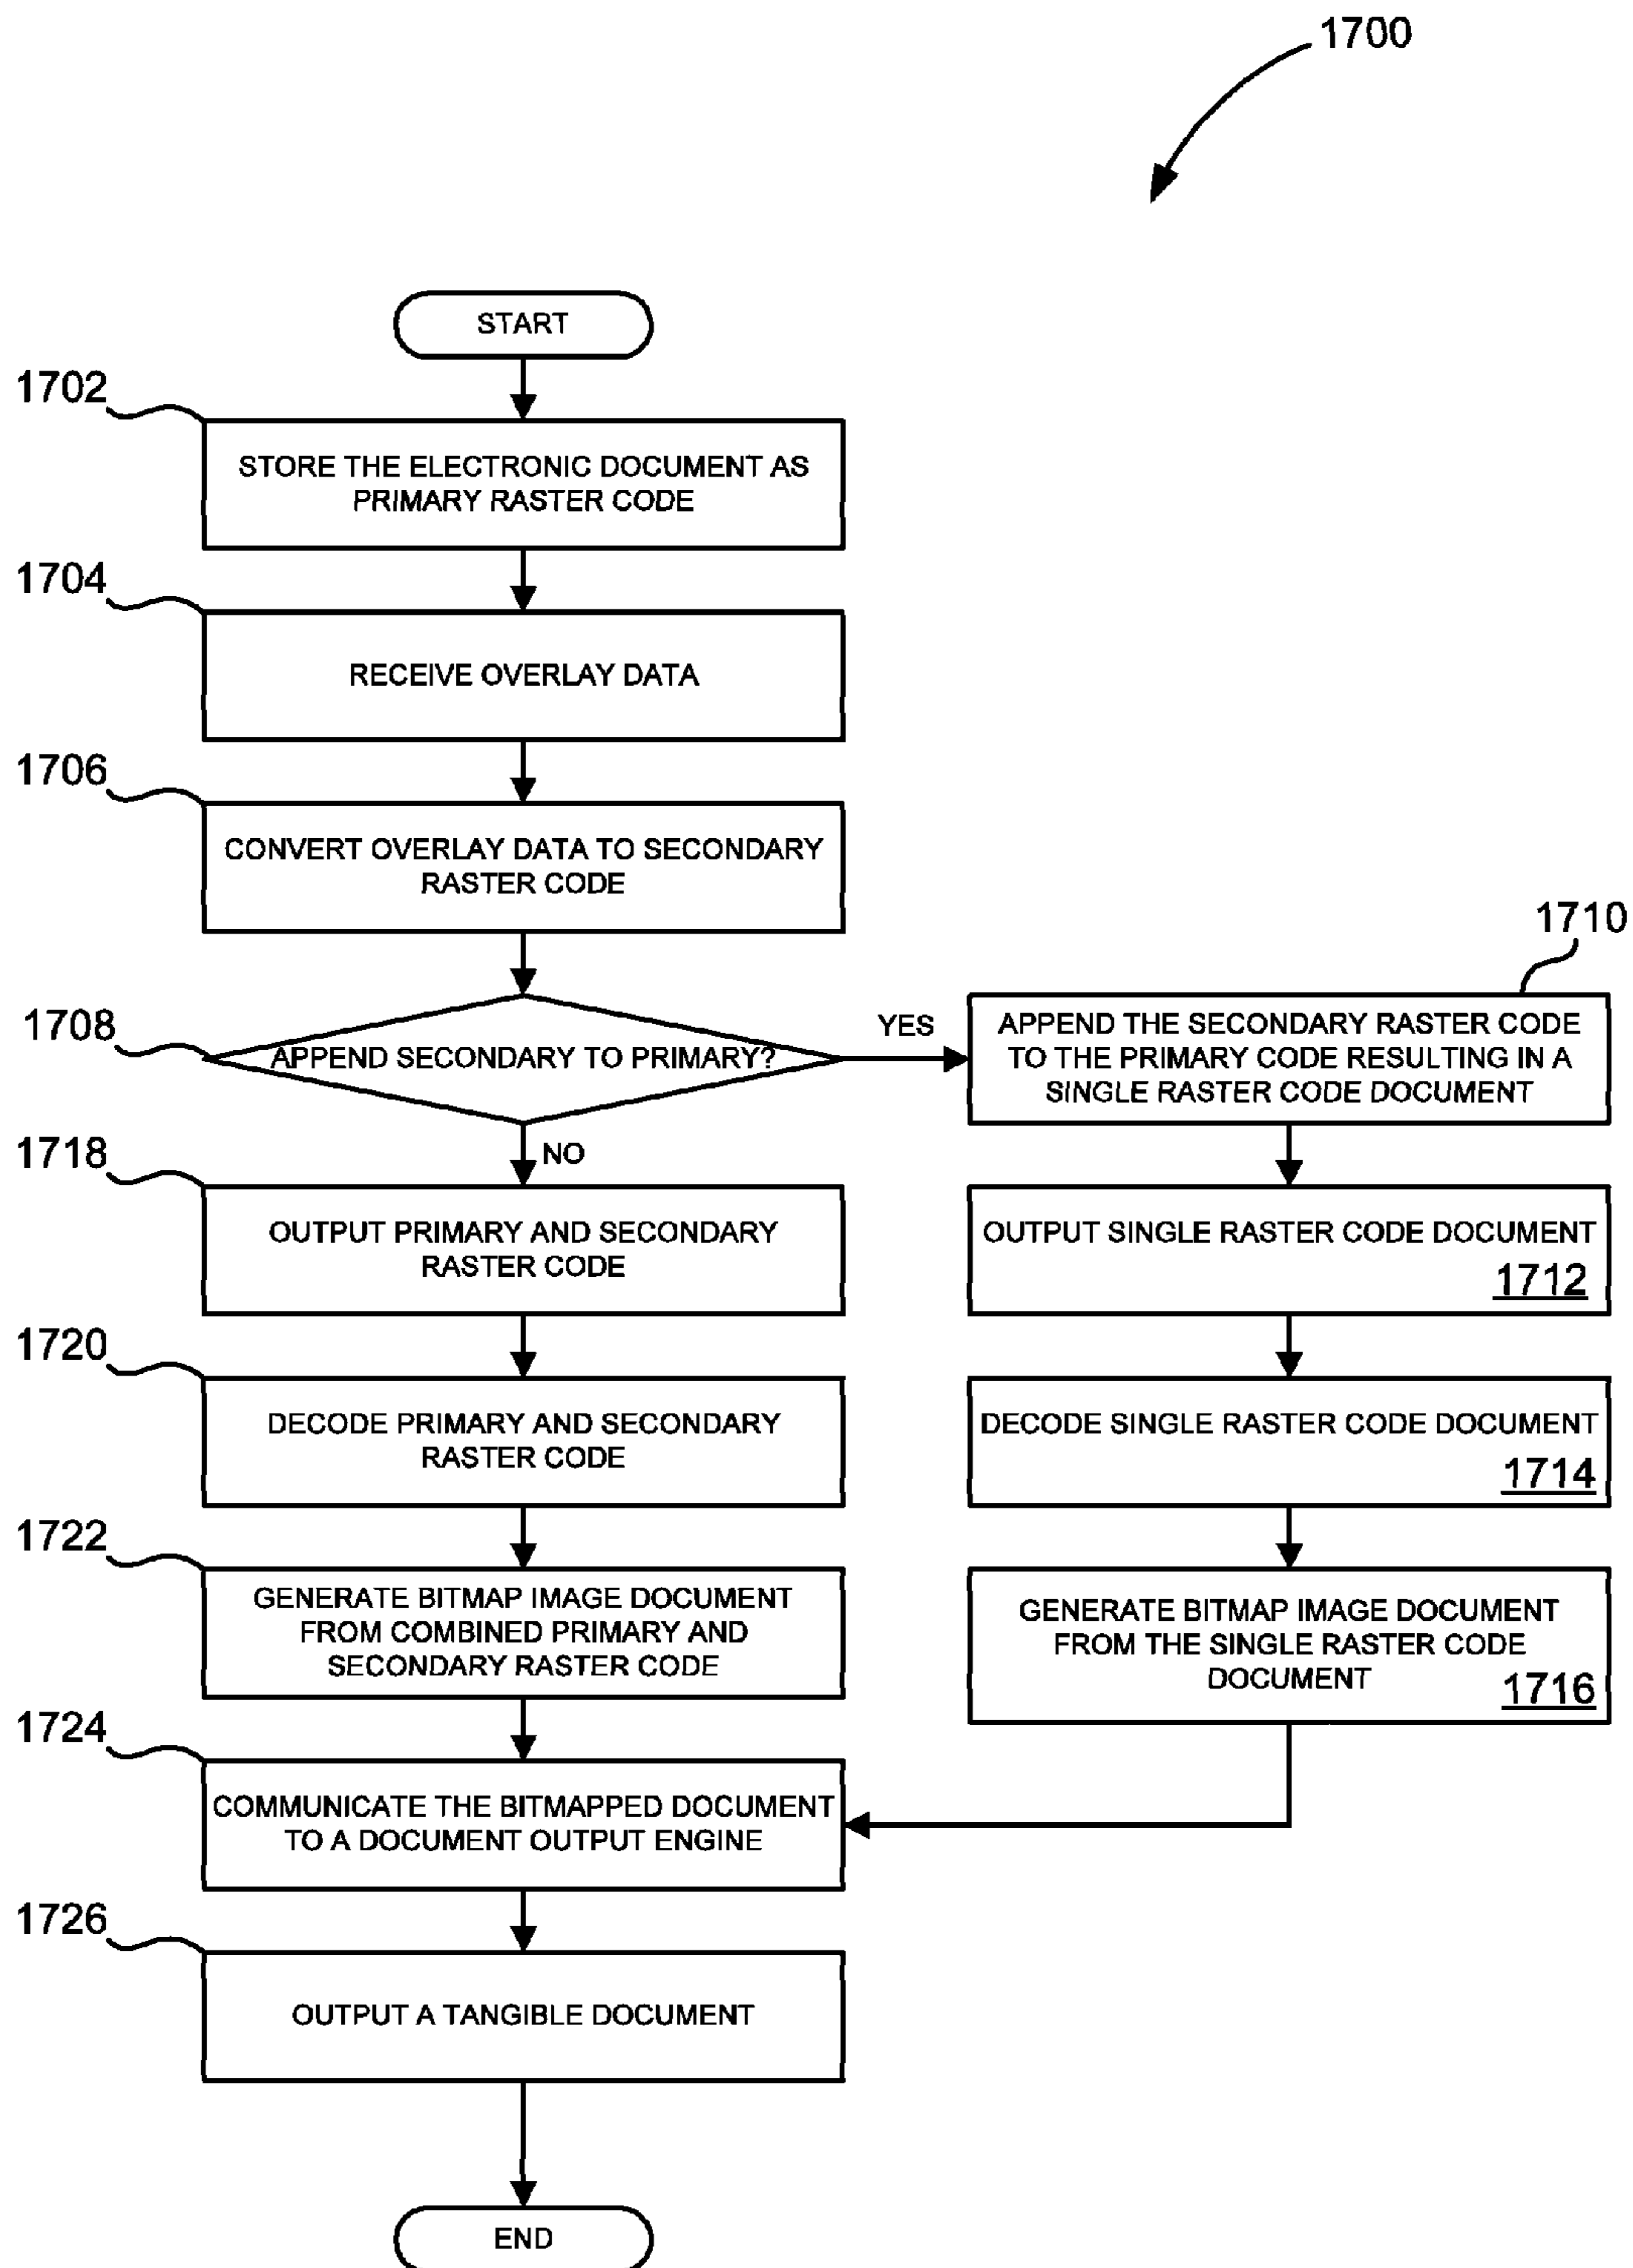 1700
START
1702
STORE THE ELECTRONIC DOCUMENT AS
PRIMARY RASTER CODE
1704
RECEIVE OVERLAY DATA
1706
CONVERT OVERLAY DATA TO SECONDARY
RASTER CODE
1708
APPEND SECONDARY TO PRIMARY?
YES
1710
APPEND THE SECONDARY RASTER CODE
TO THE PRIMARY CODE RESULTING IN A
SINGLE RASTER CODE DOCUMENT
NO
1718
OUTPUT PRIMARY AND SECONDARY
RASTER CODE
OUTPUT SINGLE RASTER CODE DOCUMENT
1712
1720
DECODE PRIMARY AND SECONDARY
RASTER CODE
DECODE SINGLE RASTER CODE DOCUMENT
1714
1722
GENERATE BITMAP IMAGE DOCUMENT
FROM COMBINED PRIMARY AND
SECONDARY RASTER CODE
GENERATE BITMAP IMAGE DOCUMENT
FROM THE SINGLE RASTER CODE
DOCUMENT
1716
1724
COMMUNICATE THE BITMAPPED DOCUMENT
TO A DOCUMENT OUTPUT ENGINE
1726
OUTPUT A TANGIBLE DOCUMENT
END